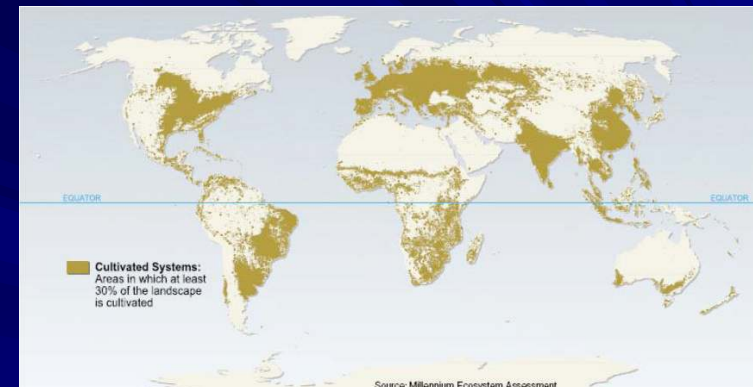 EQUATOR
EQUATOR
Cultivated Systems:
Areas in which at least
30% of the landscape
is cultivated
Source: Millennium Ecosystem Assessment